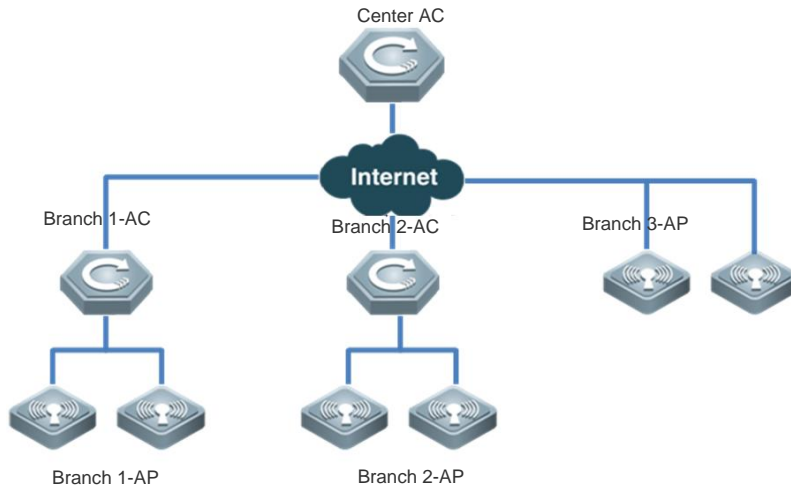 Center AC
Internet
Branch 1-AC
Branch 2-AC
Branch 3-AP
Branch 1-AP
Branch 2-AP